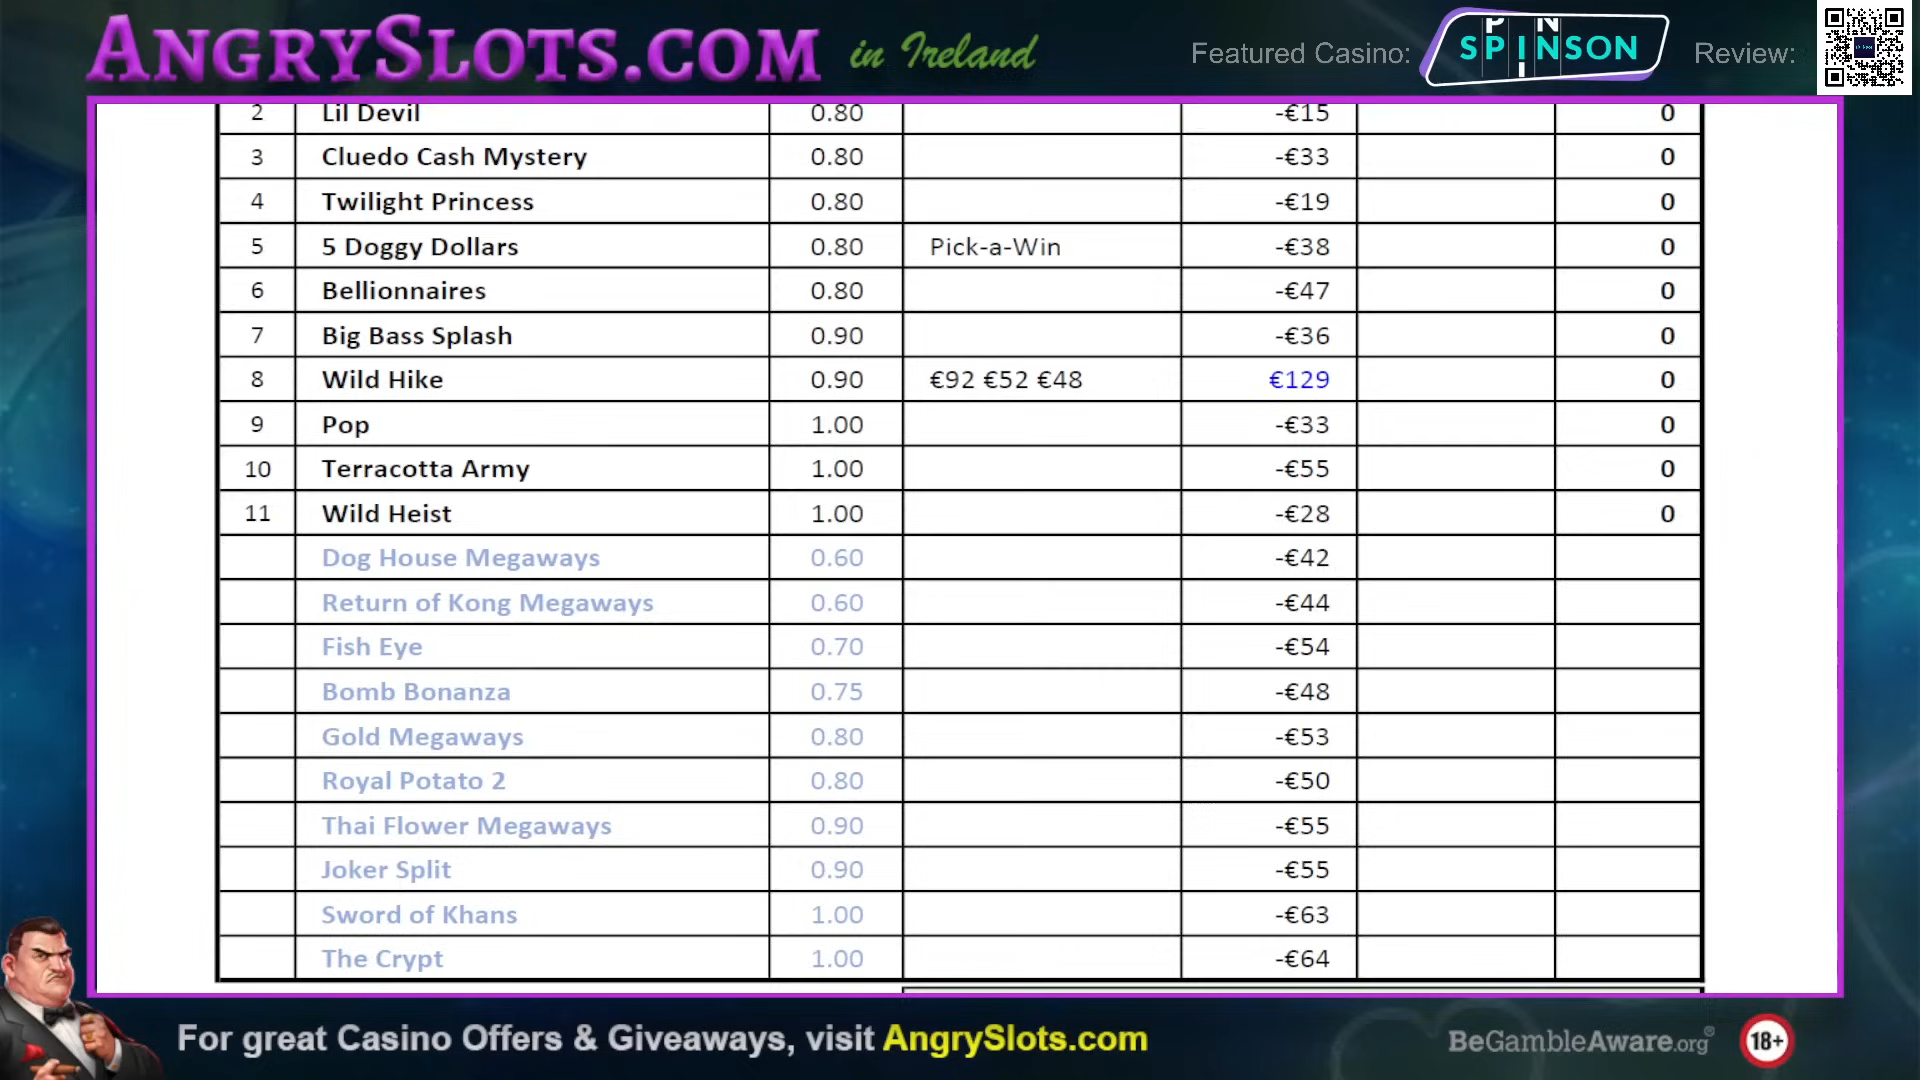 ANGRYSLOTS.COM in Ireland Featured Casino: SPINSON Review:
2 Lil Devil 0.80 -€15 0
3 Cluedo Cash Mystery 0.80 -€33 0
4 Twilight Princess 0.80 -€19 0
5 5 Doggy Dollars 0.80 Pick-a-Win -€38 0
6 Bellionnaires 0.80 -€47 0
7 Big Bass Splash 0.90 -€36 0
8 Wild Hike 0.90 €92 €52 €48 €129 0
9 Pop 1.00 -€33 0
10 Terracotta Army 1.00 -€55 0
11 Wild Heist 1.00 -€28 0
Dog House Megaways 0.60 -€42
Return of Kong Megaways 0.60 -€44
Fish Eye 0.70 -€54
Bomb Bonanza 0.75 -€48
Gold Megaways 0.80 -€53
Royal Potato 2 0.80 -€50
Thai Flower Megaways 0.90 -€55
Joker Split 0.90 -€55
Sword of Khans 1.00 -€63
The Crypt 1.00 -€64
For great Casino Offers & Giveaways, visit AngrySlots.com BeGambleAware.org® 18+